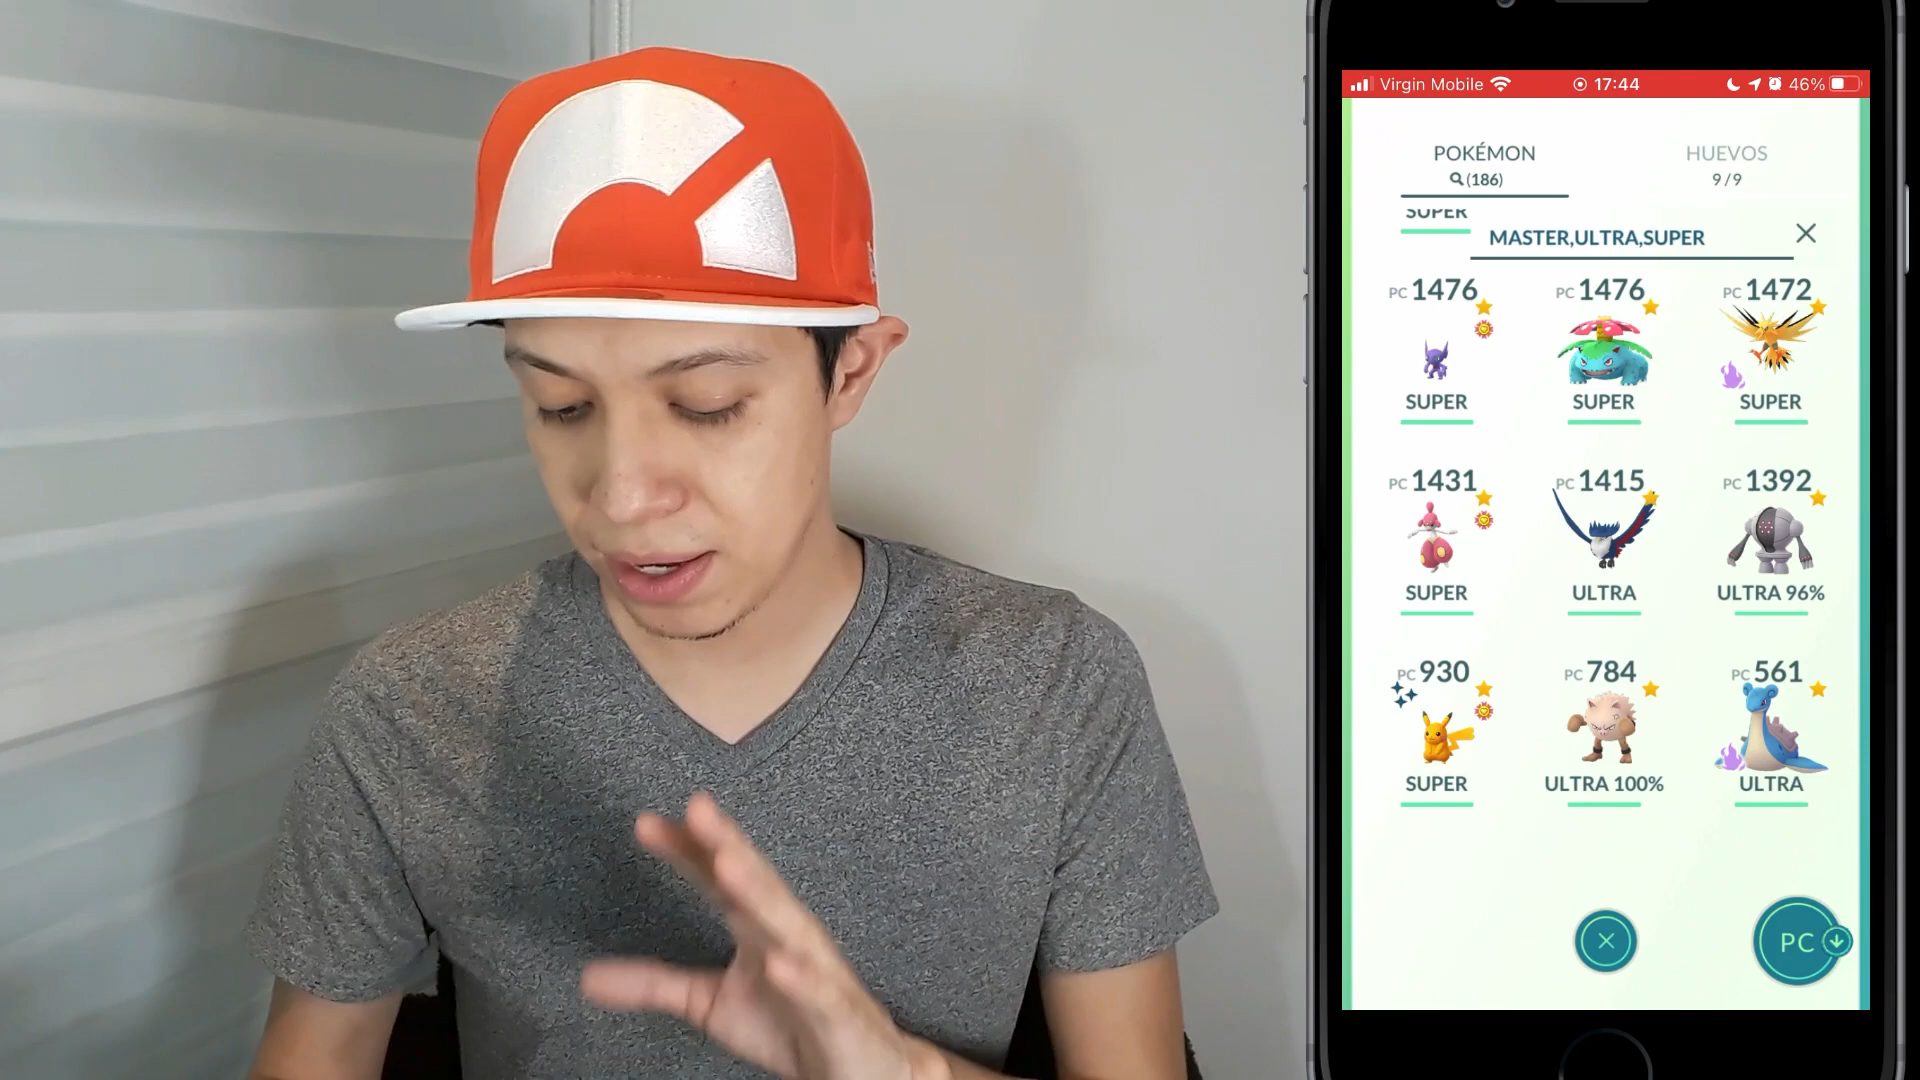 Virgin Mobile 17:44 46%
POKÉMON HUEVOS
(186) 9/9
SUPER
MASTER,ULTRA,SUPER
PC 1476 PC 1476 PC 1472
SUPER SUPER SUPER
PC 1431 PC 1415 PC 1392
SUPER ULTRA ULTRA 96%
PC 930 PC 784 PC 561
SUPER ULTRA 100% ULTRA
PC